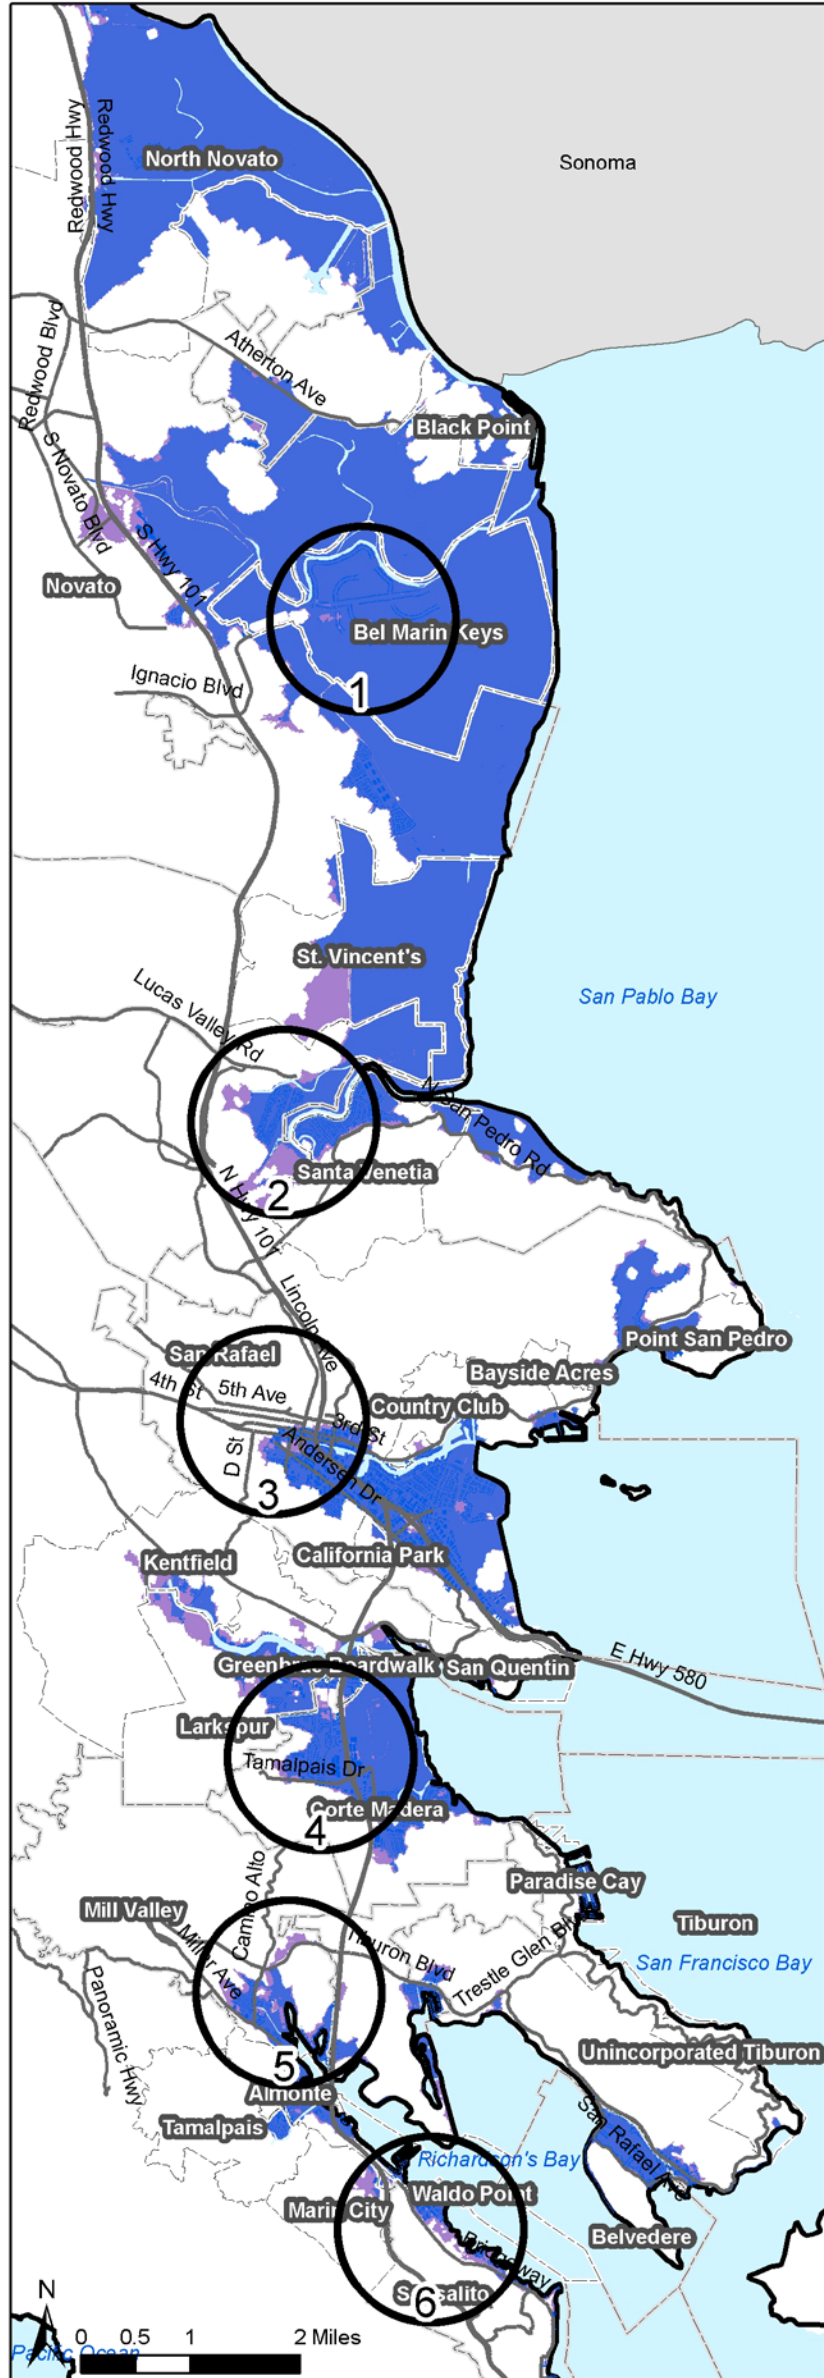 Redwood Hwy
Redwood Hwy
North Novato
Sonoma
Redwood Blvd
Atherton Ave
Black Point
S Novato Blvd
S Hwy 101
Novato
Bel Marin Keys
1
Ignacio Blvd
St. Vincent's
San Pablo Bay
Lucas Valley Rd
N San Pedro Rd
Santa Venetia
2
N Hwy 101
Lincoln Ave
Point San Pedro
San Rafael
Bayside Acres
4th St
5th Ave
Country Club
3rd St
D St
Andersen Dr
3
California Park
Kentfield
E Hwy 580
Greenbrae Boardwalk
San Quentin
Larkspur
Tamalpais Dr
Corte Madera
4
Camino Alto
Paradise Cay
Mill Valley
Tiburon
Miller Ave
Tiburon Blvd
Trestle Glen Blvd
San Francisco Bay
Panoramic Hwy
5
Unincorporated Tiburon
Almonte
Tamalpais
San Rafael Ave
Richardson's Bay
Marin City
Waldo Point
Belvedere
Bridgeway
Sausalito
6
N
0 0.5 1 2 Miles
Pacific Ocean